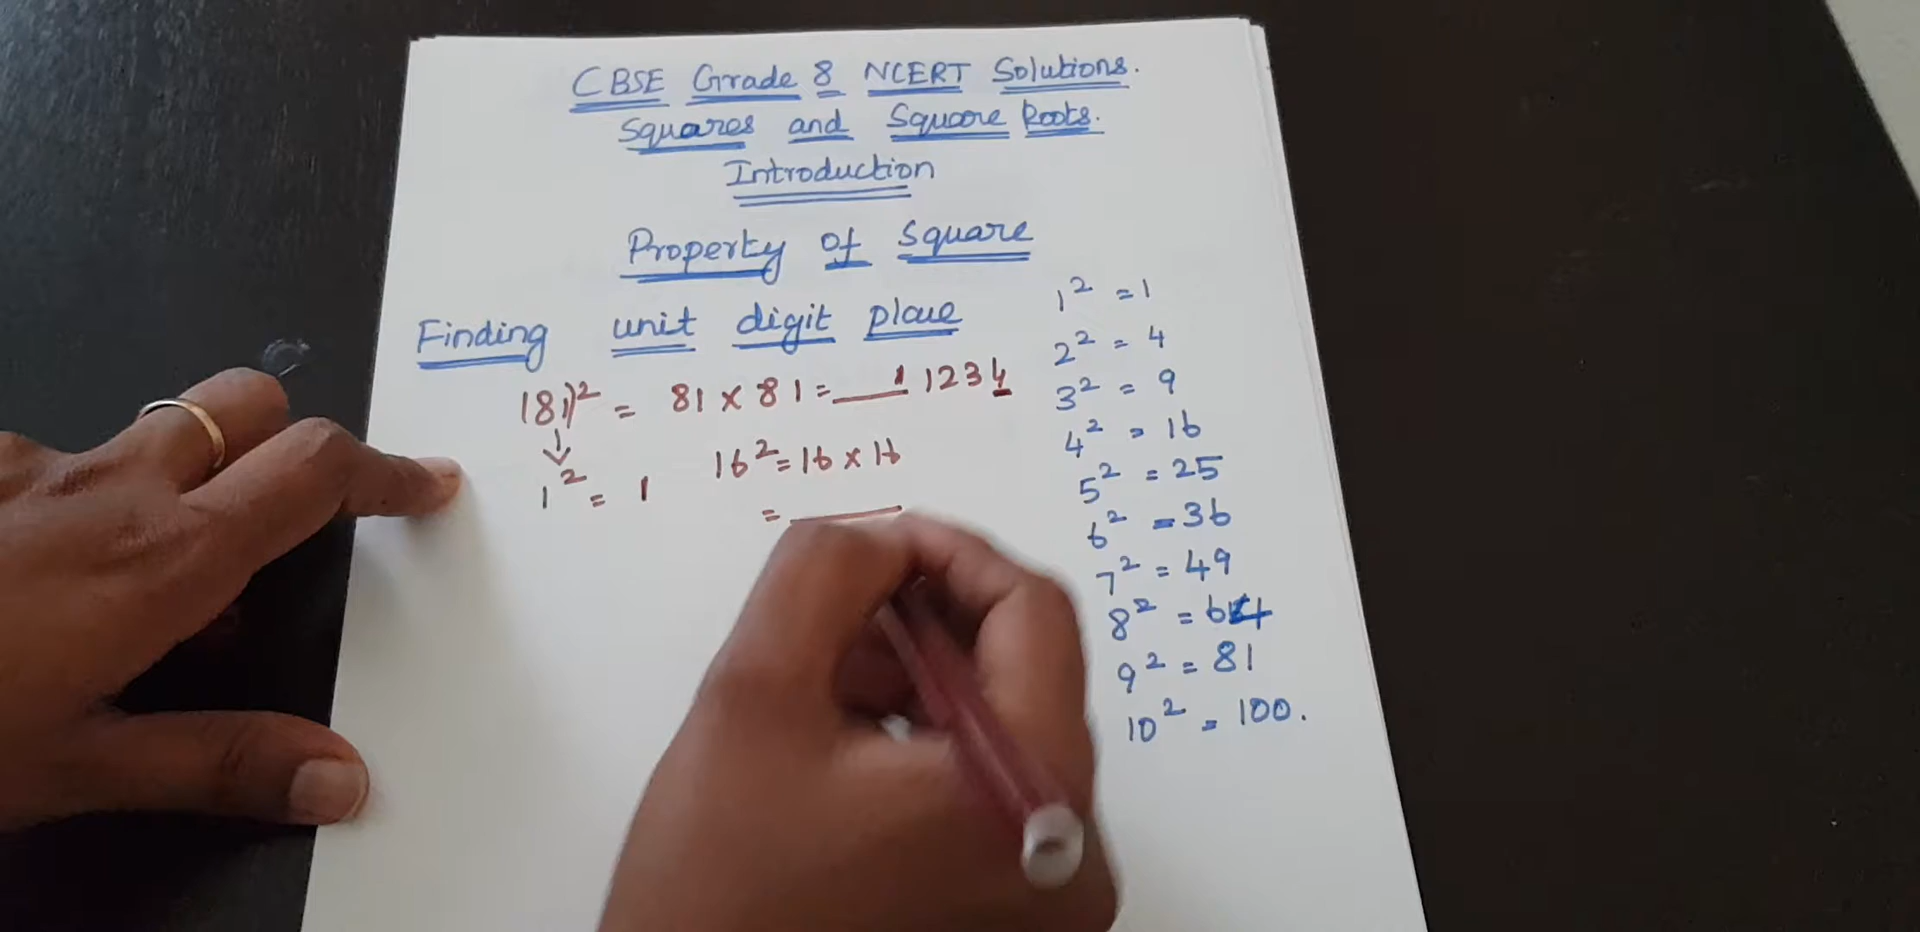 CBSE Grade 8 NCERT Solutions.
Squares and Square Roots.
Introduction
Property of Square
Finding unit digit place
(81)² = 81 × 81 = ___1 1234
↓
1² = 1
16² = 16 × 16
= ___
1² = 1
2² = 4
3² = 9
4² = 16
5² = 25
6² = 36
7² = 49
8² = 64
9² = 81
10² = 100.